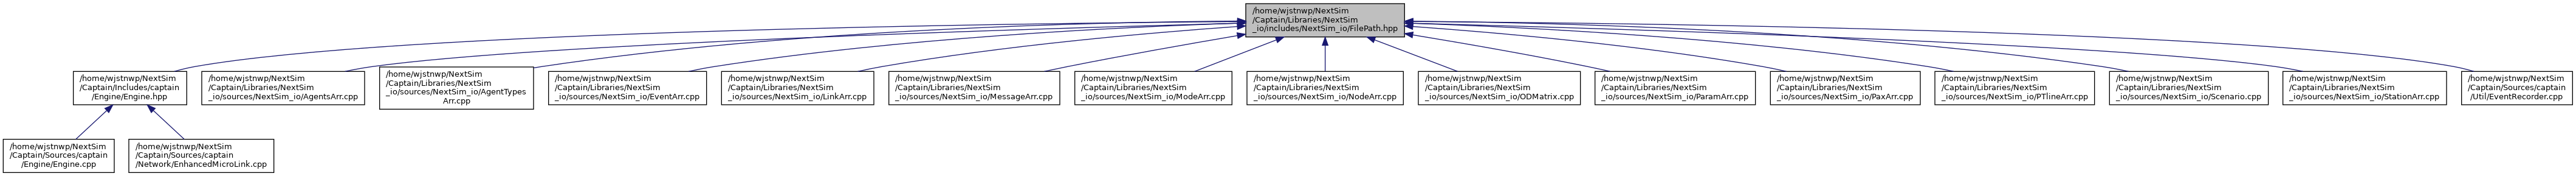 /home/wjstnwp/NextSim
/Captain/Libraries/NextSim
_io/includes/NextSim_io/FilePath.hpp
/home/wjstnwp/NextSim
/Captain/Includes/captain
/Engine/Engine.hpp
/home/wjstnwp/NextSim
/Captain/Libraries/NextSim
_io/sources/NextSim_io/AgentsArr.cpp
/home/wjstnwp/NextSim
/Captain/Libraries/NextSim
_io/sources/NextSim_io/AgentTypes
Arr.cpp
/home/wjstnwp/NextSim
/Captain/Libraries/NextSim
_io/sources/NextSim_io/EventArr.cpp
/home/wjstnwp/NextSim
/Captain/Libraries/NextSim
_io/sources/NextSim_io/LinkArr.cpp
/home/wjstnwp/NextSim
/Captain/Libraries/NextSim
_io/sources/NextSim_io/MessageArr.cpp
/home/wjstnwp/NextSim
/Captain/Libraries/NextSim
_io/sources/NextSim_io/ModeArr.cpp
/home/wjstnwp/NextSim
/Captain/Libraries/NextSim
_io/sources/NextSim_io/NodeArr.cpp
/home/wjstnwp/NextSim
/Captain/Libraries/NextSim
_io/sources/NextSim_io/ODMatrix.cpp
/home/wjstnwp/NextSim
/Captain/Libraries/NextSim
_io/sources/NextSim_io/ParamArr.cpp
/home/wjstnwp/NextSim
/Captain/Libraries/NextSim
_io/sources/NextSim_io/PaxArr.cpp
/home/wjstnwp/NextSim
/Captain/Libraries/NextSim
_io/sources/NextSim_io/PTlineArr.cpp
/home/wjstnwp/NextSim
/Captain/Libraries/NextSim
_io/sources/NextSim_io/Scenario.cpp
/home/wjstnwp/NextSim
/Captain/Libraries/NextSim
_io/sources/NextSim_io/StationArr.cpp
/home/wjstnwp/NextSim
/Captain/Sources/captain
/Util/EventRecorder.cpp
/home/wjstnwp/NextSim
/Captain/Sources/captain
/Engine/Engine.cpp
/home/wjstnwp/NextSim
/Captain/Sources/captain
/Network/EnhancedMicroLink.cpp